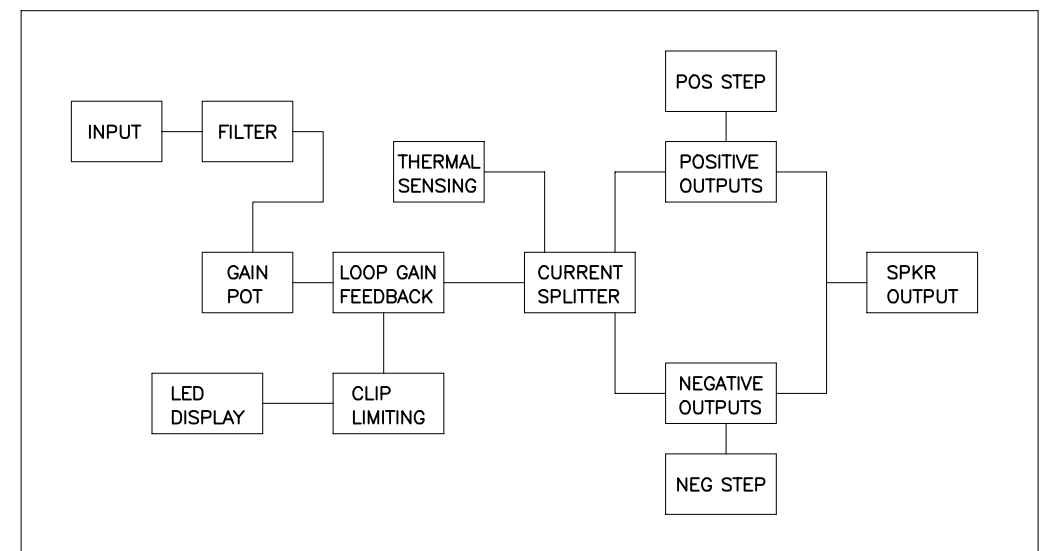 POS STEP
INPUT
FILTER
THERMAL
SENSING
POSITIVE
OUTPUTS
GAIN
POT
LOOP GAIN
FEEDBACK
CURRENT
SPLITTER
SPKR
OUTPUT
LED
DISPLAY
CLIP
LIMITING
NEGATIVE
OUTPUTS
NEG STEP